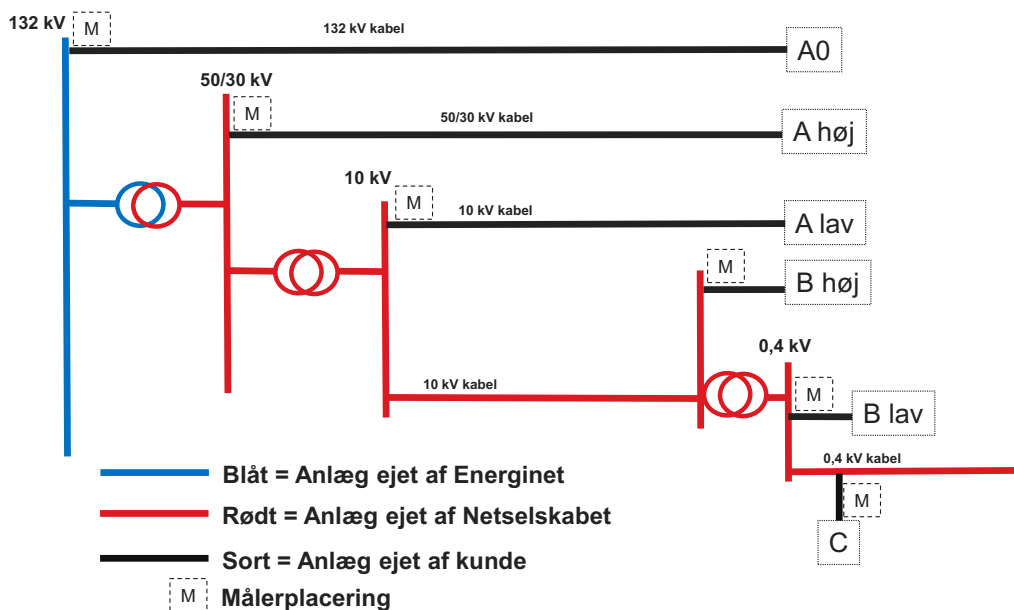 132 kV
M
132 kV kabel
A0
50/30 kV
M
50/30 kV kabel
A høj
10 kV
M
10 kV kabel
A lav
M
B høj
0,4 kV
10 kV kabel
M
B lav
0,4 kV kabel
M
C
Blåt = Anlæg ejet af Energinet
Rødt = Anlæg ejet af Netselskabet
Sort = Anlæg ejet af kunde
M Målerplacering